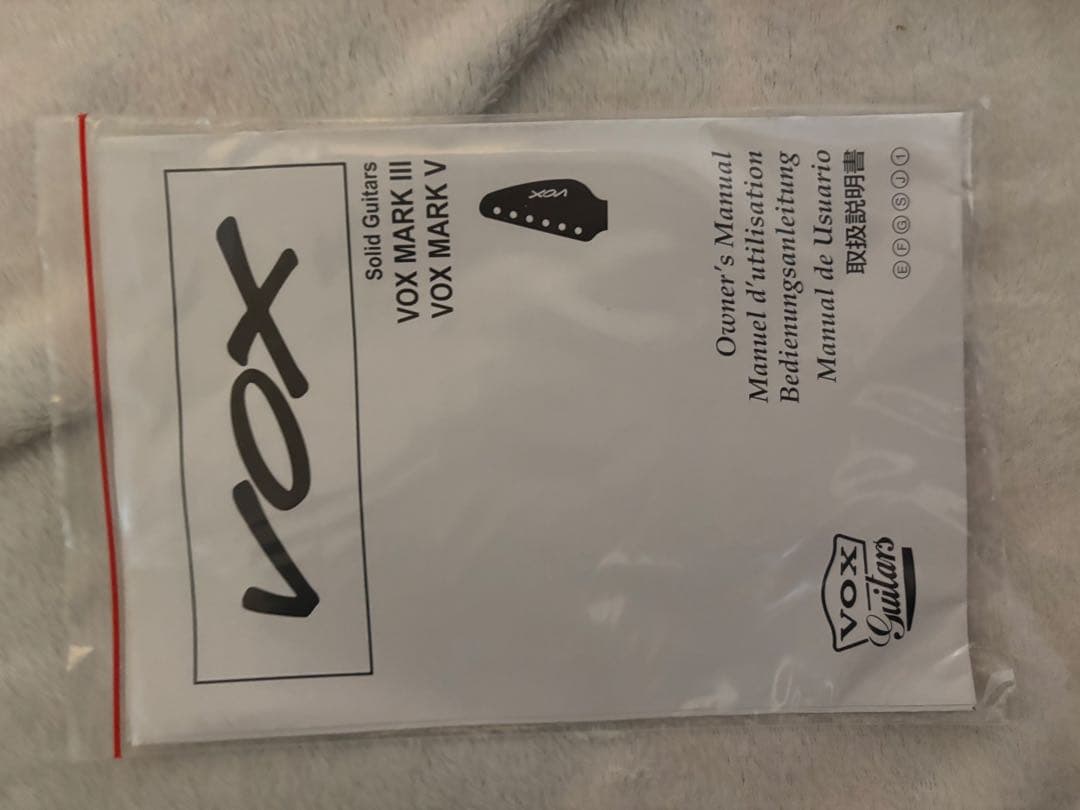 VOX
Solid Guitars
VOX MARK III
VOX MARK V
VOX
Owner's Manual
Manuel d'utilisation
Bedienungsanleitung
Manual de Usuario
取扱説明書
Ⓔ Ⓕ Ⓖ Ⓢ Ⓙ ①
VOX
Guitars